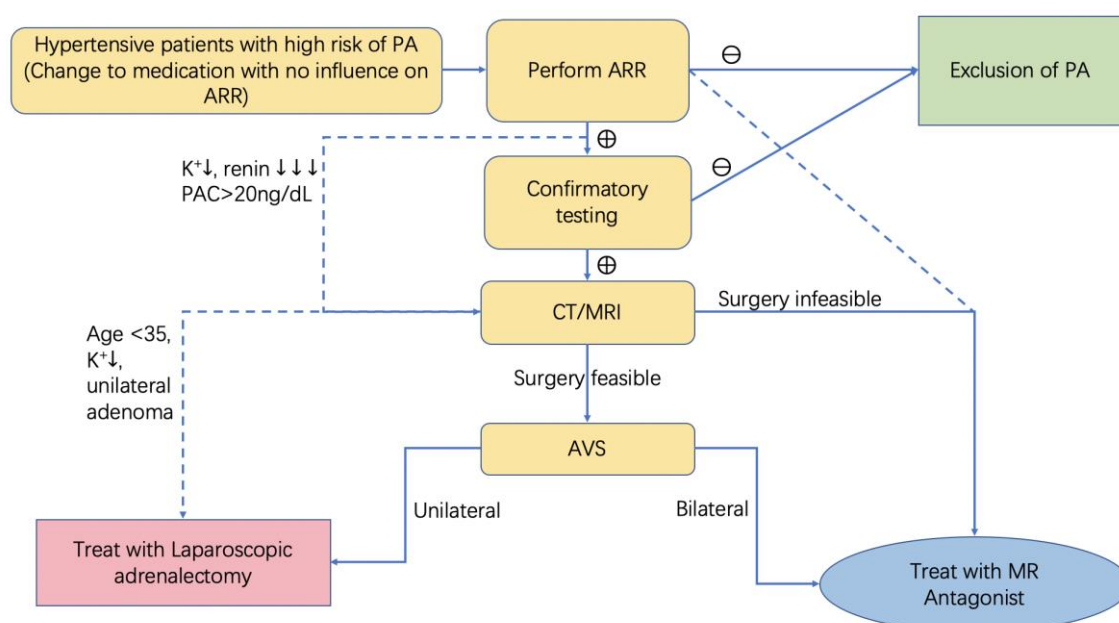 Hypertensive patients with high risk of PA
(Change to medication with no influence on
ARR)
Perform ARR
⊖
Exclusion of PA
⊕
K⁺↓, renin ↓↓↓
PAC>20ng/dL
⊖
Confirmatory
testing
⊕
CT/MRI
Surgery infeasible
Age <35,
K⁺↓,
unilateral
adenoma
Surgery feasible
AVS
Unilateral
Bilateral
Treat with Laparoscopic
adrenalectomy
Treat with MR
Antagonist